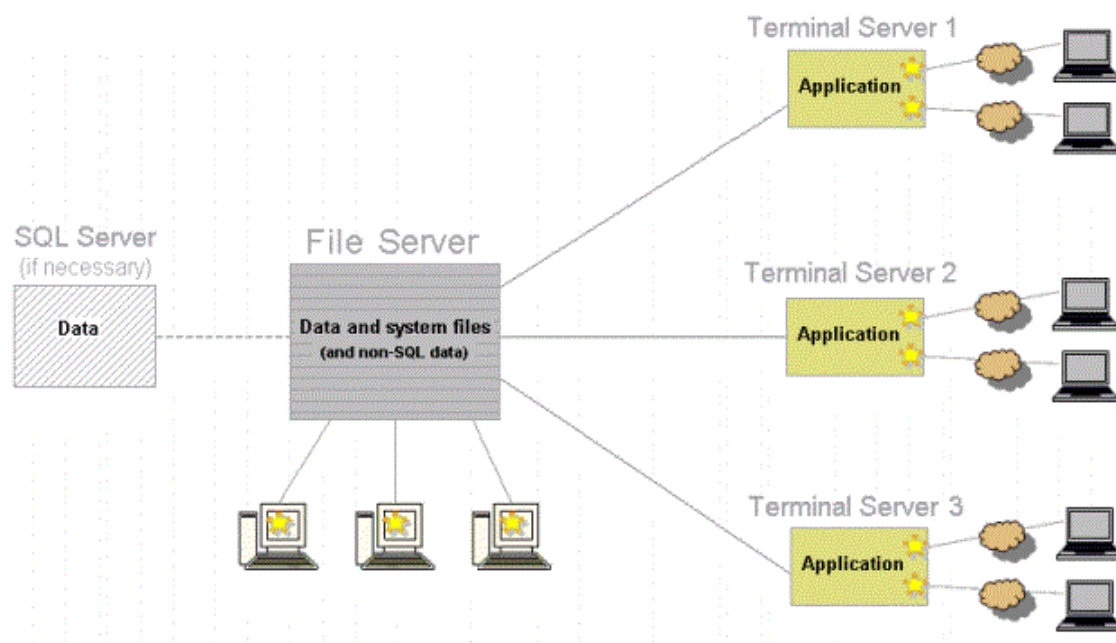 Terminal Server 1
Application
SQL Server
(if necessary)
Data
File Server
Data and system files
(and non-SQL data)
Terminal Server 2
Application
Terminal Server 3
Application